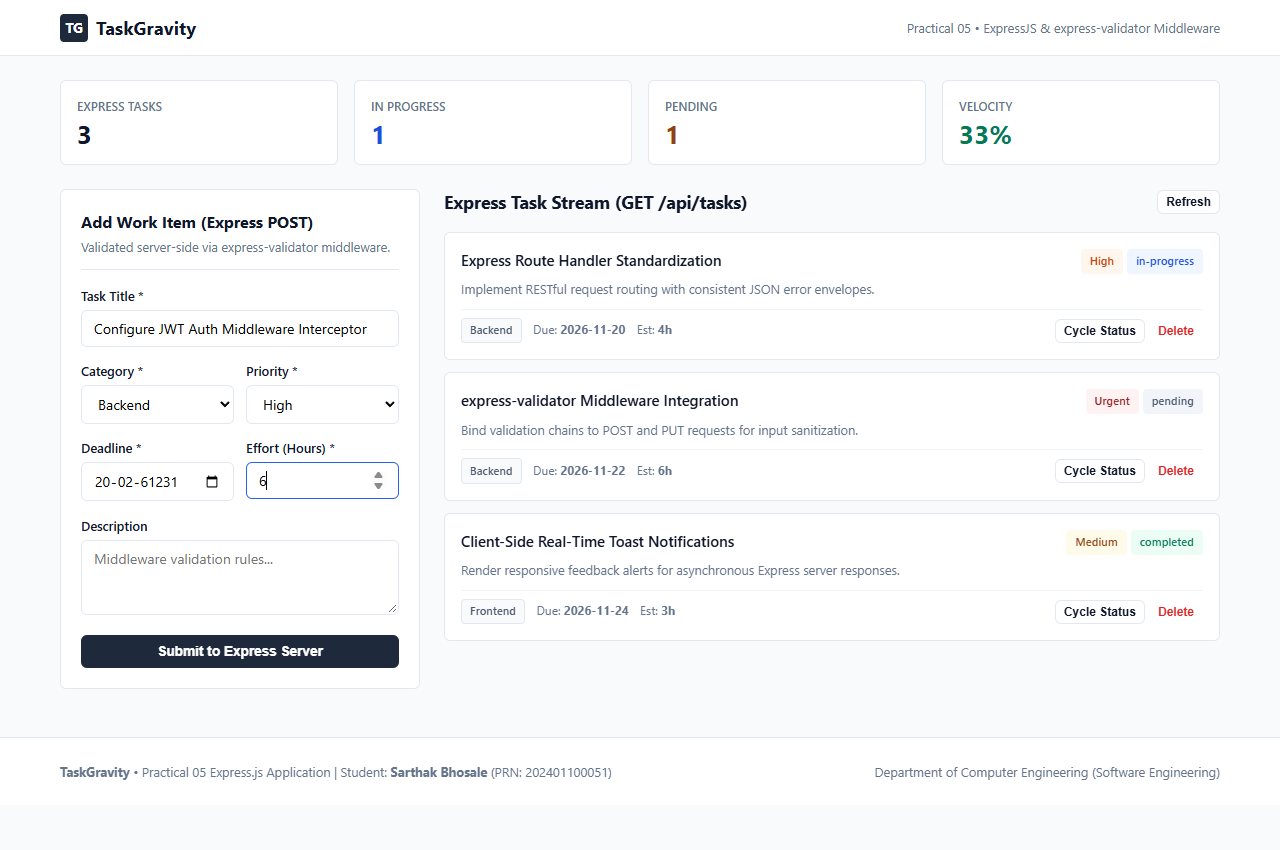 TG TaskGravity
Practical 05 • ExpressJS & express-validator Middleware
EXPRESS TASKS
3
IN PROGRESS
1
PENDING
1
VELOCITY
33%
Add Work Item (Express POST)
Validated server-side via express-validator middleware.
Task Title *
Configure JWT Auth Middleware Interceptor
Category * Priority *
Backend High
Deadline * Effort (Hours) *
20-02-61231 6
Description
Middleware validation rules...
Submit to Express Server
Express Task Stream (GET /api/tasks) Refresh
Express Route Handler Standardization High in-progress
Implement RESTful request routing with consistent JSON error envelopes.
Backend Due: 2026-11-20 Est: 4h Cycle Status Delete
express-validator Middleware Integration Urgent pending
Bind validation chains to POST and PUT requests for input sanitization.
Backend Due: 2026-11-22 Est: 6h Cycle Status Delete
Client-Side Real-Time Toast Notifications Medium completed
Render responsive feedback alerts for asynchronous Express server responses.
Frontend Due: 2026-11-24 Est: 3h Cycle Status Delete
TaskGravity • Practical 05 Express.js Application | Student: Sarthak Bhosale (PRN: 202401100051)
Department of Computer Engineering (Software Engineering)